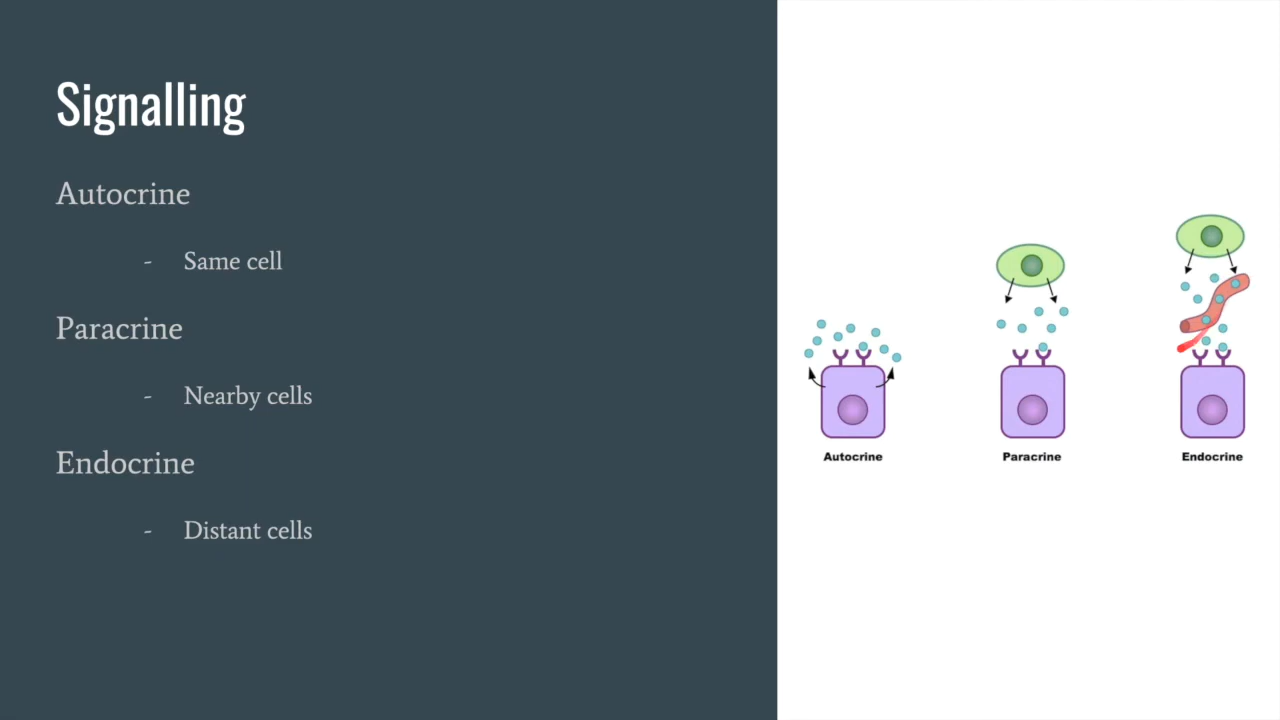 Signalling
Autocrine
- Same cell
Paracrine
- Nearby cells
Endocrine
- Distant cells
Autocrine
Paracrine
Endocrine